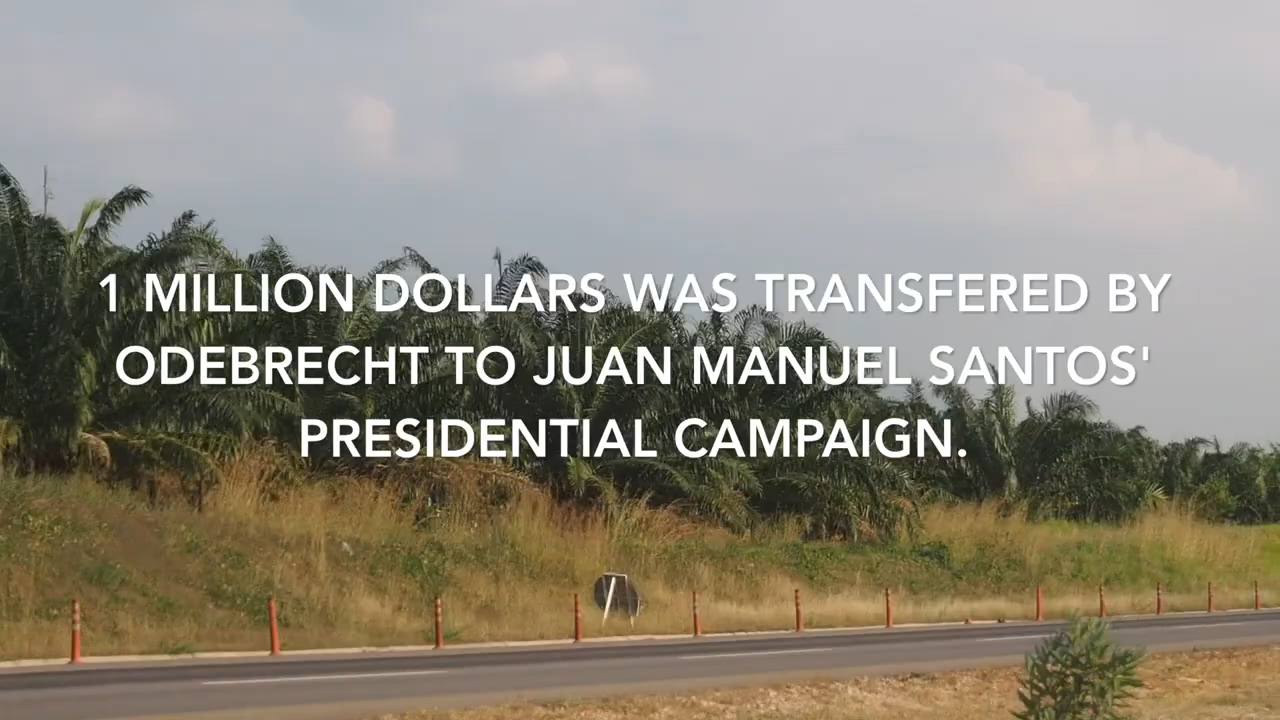 1 MILLION DOLLARS WAS TRANSFERED BY
ODEBRECHT TO JUAN MANUEL SANTOS'
PRESIDENTIAL CAMPAIGN.